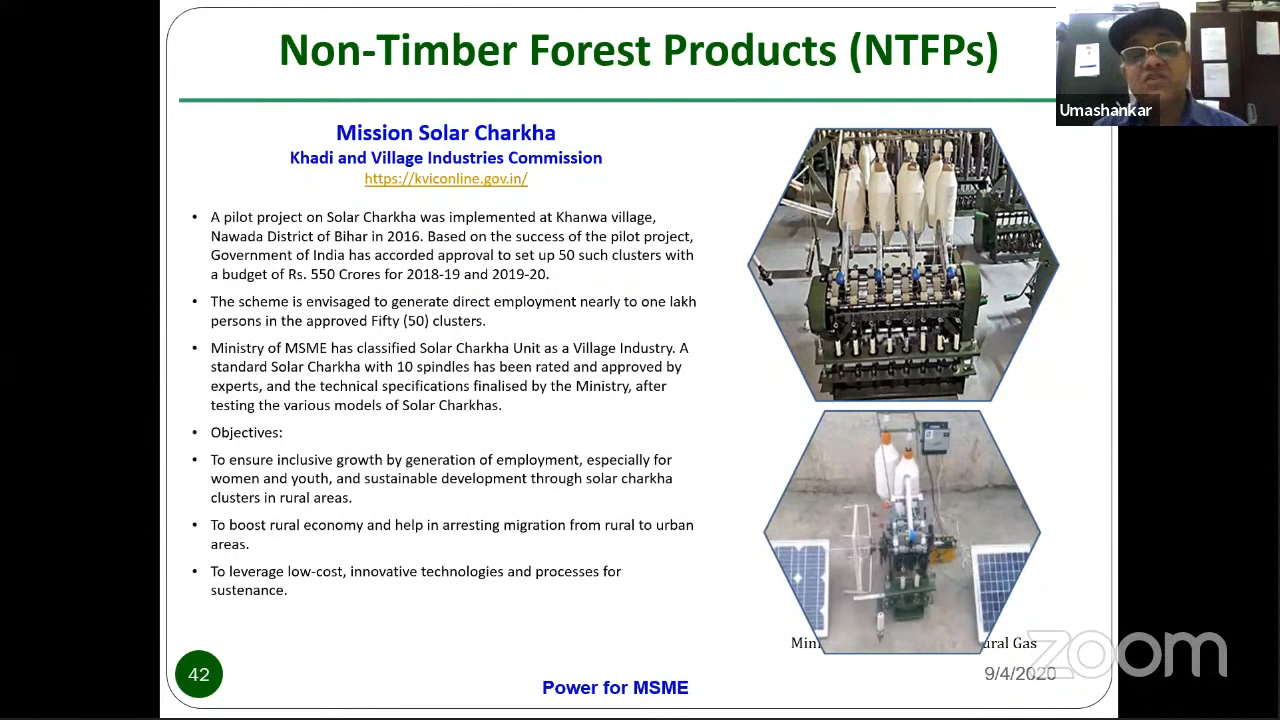 Non-Timber Forest Products (NTFPs)
Umashankar
Mission Solar Charkha
Khadi and Village Industries Commission
https://kviconline.gov.in/
• A pilot project on Solar Charkha was implemented at Khanwa village,
Nawada District of Bihar in 2016. Based on the success of the pilot project,
Government of India has accorded approval to set up 50 such clusters with
a budget of Rs. 550 Crores for 2018-19 and 2019-20.
• The scheme is envisaged to generate direct employment nearly to one lakh
persons in the approved Fifty (50) clusters.
• Ministry of MSME has classified Solar Charkha Unit as a Village Industry. A
standard Solar Charkha with 10 spindles has been rated and approved by
experts, and the technical specifications finalised by the Ministry, after
testing the various models of Solar Charkhas.
• Objectives:
• To ensure inclusive growth by generation of employment, especially for
women and youth, and sustainable development through solar charkha
clusters in rural areas.
• To boost rural economy and help in arresting migration from rural to urban
areas.
• To leverage low-cost, innovative technologies and processes for
sustenance.
Gas
zoom
42
9/4/2020
Power for MSME